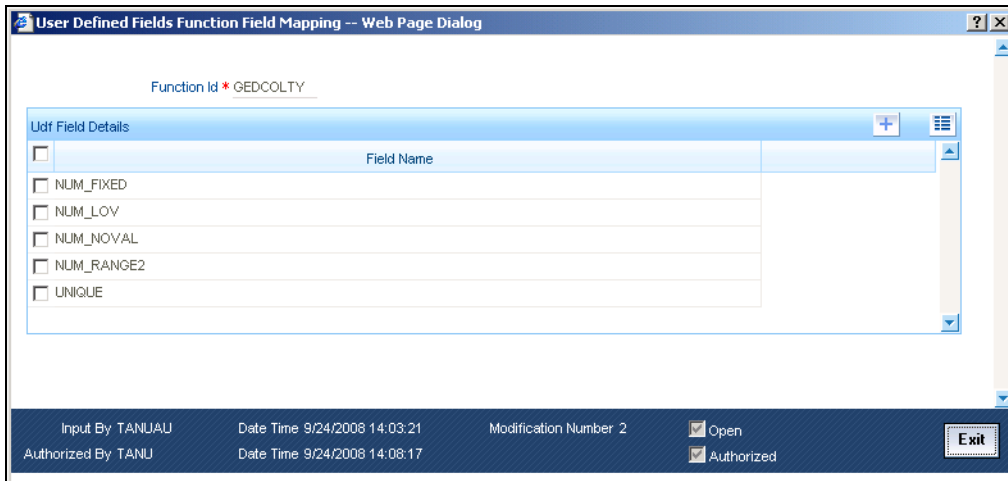 User Defined Fields Function Field Mapping -- Web Page Dialog
Function Id * GEDCOLTY
Udf Field Details
Field Name
NUM_FIXED
NUM_LOV
NUM_NOVAL
NUM_RANGE2
UNIQUE
Input By TANUAU Date Time 9/24/2008 14:03:21 Modification Number 2 Open
Authorized By TANU Date Time 9/24/2008 14:08:17 Authorized
Exit